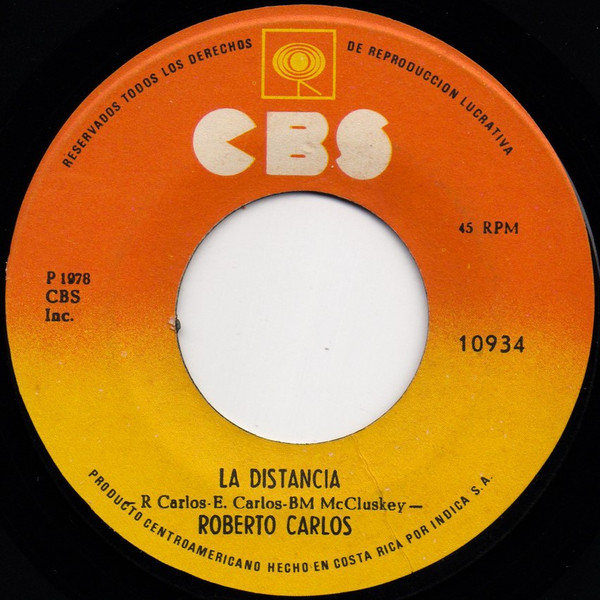 RESERVADOS TODOS LOS DERECHOS DE REPRODUCCION LUCRATIVA
CBS
45 RPM
P 1978
CBS
Inc.
10934
LA DISTANCIA
- R Carlos-E. Carlos-BM McCluskey -
ROBERTO CARLOS
PRODUCTO CENTROAMERICANO HECHO EN COSTA RICA POR INDICA S.A.